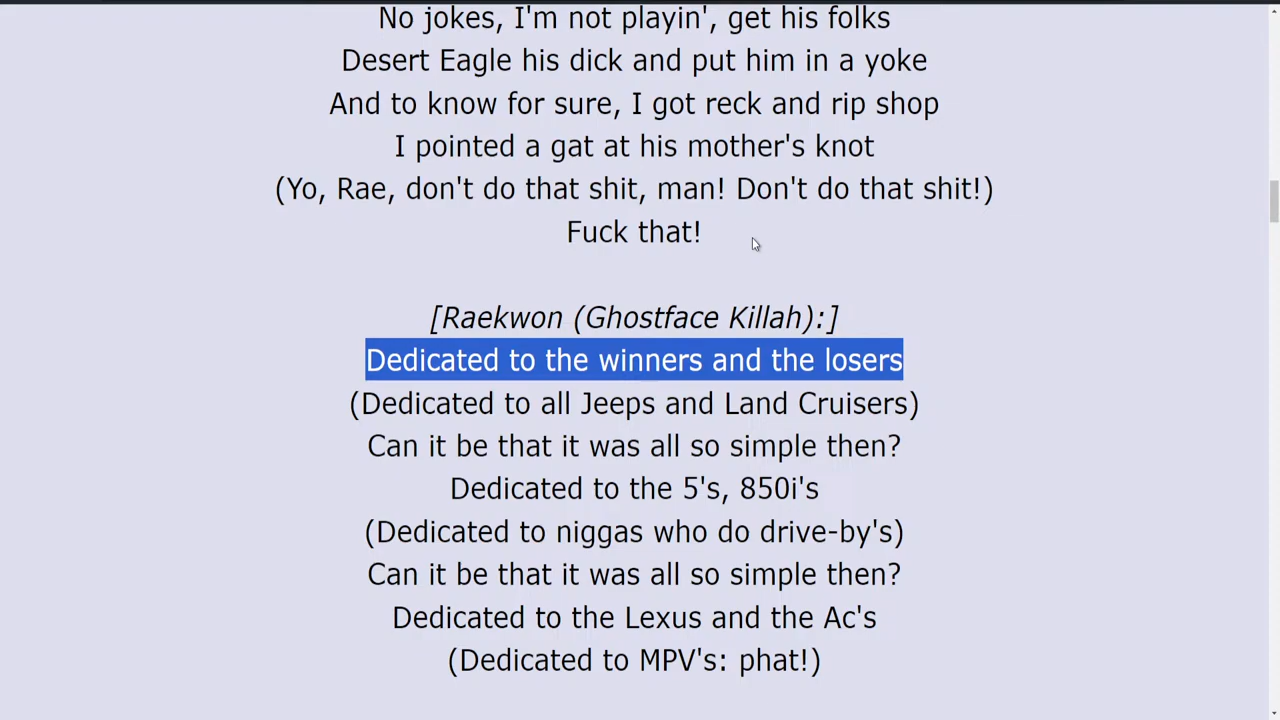 No jokes, I'm not playin', get his folks
Desert Eagle his dick and put him in a yoke
And to know for sure, I got reck and rip shop
I pointed a gat at his mother's knot
(Yo, Rae, don't do that shit, man! Don't do that shit!)
Fuck that!
[Raekwon (Ghostface Killah):]
Dedicated to the winners and the losers
(Dedicated to all Jeeps and Land Cruisers)
Can it be that it was all so simple then?
Dedicated to the 5's, 850i's
(Dedicated to niggas who do drive-by's)
Can it be that it was all so simple then?
Dedicated to the Lexus and the Ac's
(Dedicated to MPV's: phat!)